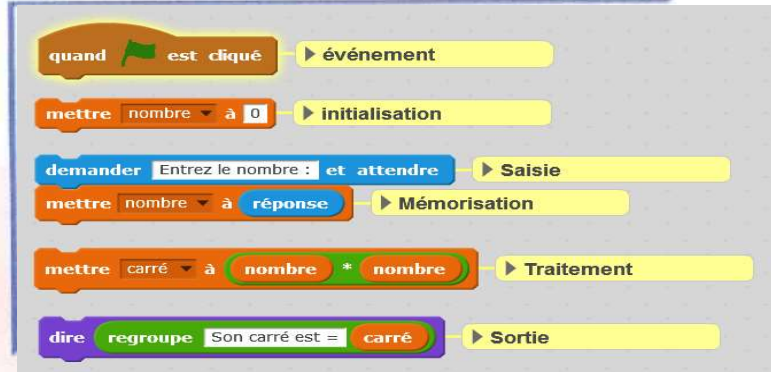 quand est cliqué événement
mettre nombre à 0 initialisation
demander Entrez le nombre : et attendre Saisie
mettre nombre à réponse Mémorisation
mettre carré à nombre * nombre Traitement
dire regroupe Son carré est = carré Sortie